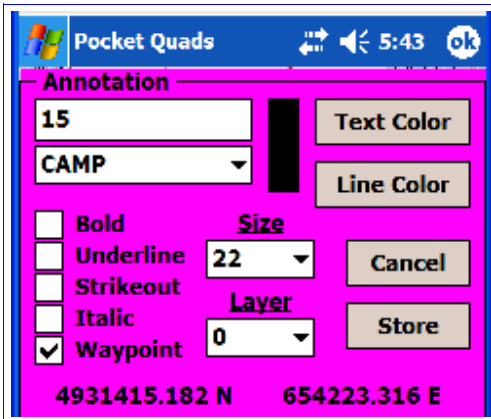 Pocket Quads 5:43 ok
Annotation
15
Text Color
CAMP
Line Color
Bold Size
Underline 22 Cancel
Strikeout
Italic Layer
Waypoint 0 Store
4931415.182 N 654223.316 E